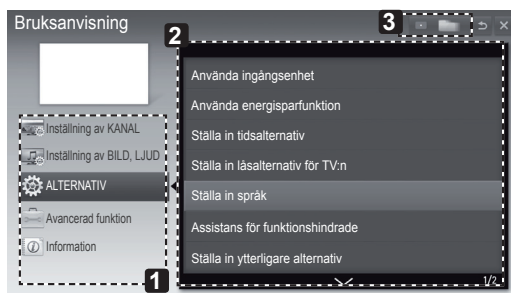 Bruksanvisning
3
2
Inställning av KANAL
Inställning av BILD, LJUD
ALTERNATIV
Avancerad funktion
Information
1
Använda ingångsenhet
Använda energisparfunktion
Ställa in tidsalternativ
Ställa in låsalternativ för TV:n
Ställa in språk
Assistans för funktionshindrade
Ställa in ytterligare alternativ
1/2